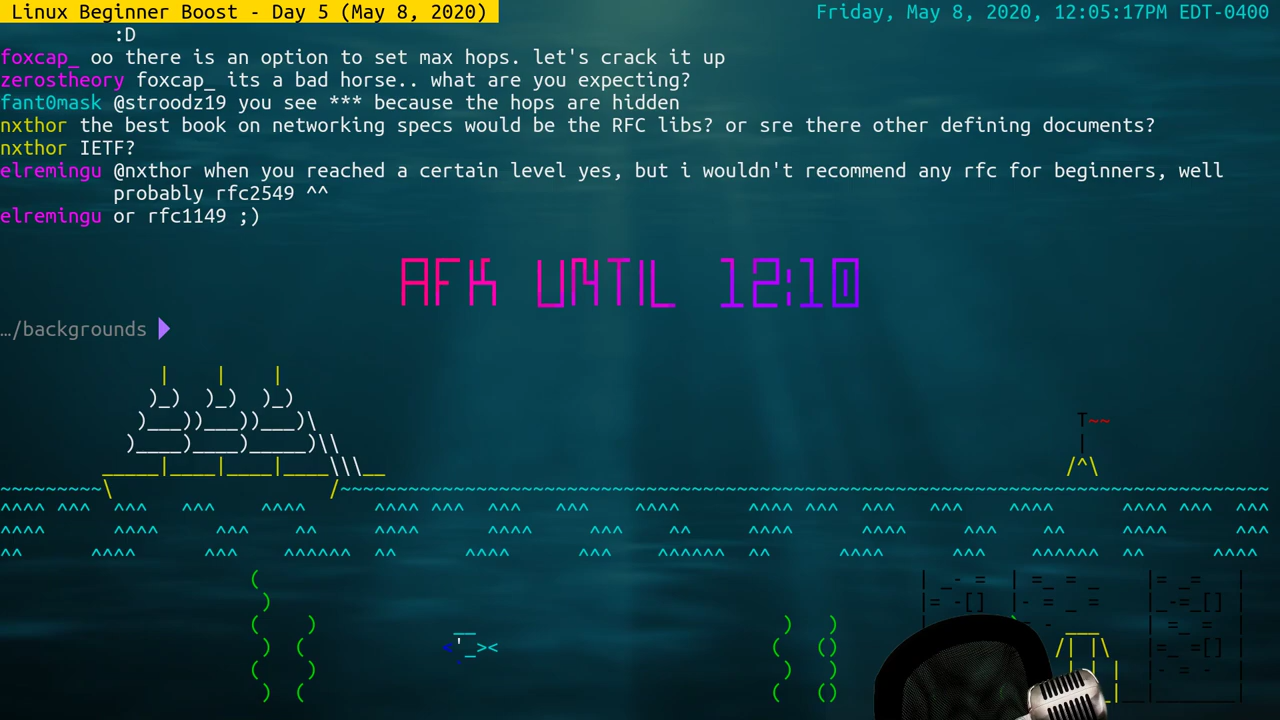 Linux Beginner Boost - Day 5 (May 8, 2020)
Friday, May 8, 2020, 12:05:17PM EDT-0400
:D
foxcap_ oo there is an option to set max hops. let's crack it up
zerostheory foxcap_ its a bad horse.. what are you expecting?
fant0mask @stroodz19 you see *** because the hops are hidden
nxthor the best book on networking specs would be the RFC libs? or sre there other defining documents?
nxthor IETF?
elremingu @nxthor when you reached a certain level yes, but i wouldn't recommend any rfc for beginners, well
probably rfc2549 ^^
elremingu or rfc1149 ;)
AFK UNTIL 12:10
…/backgrounds